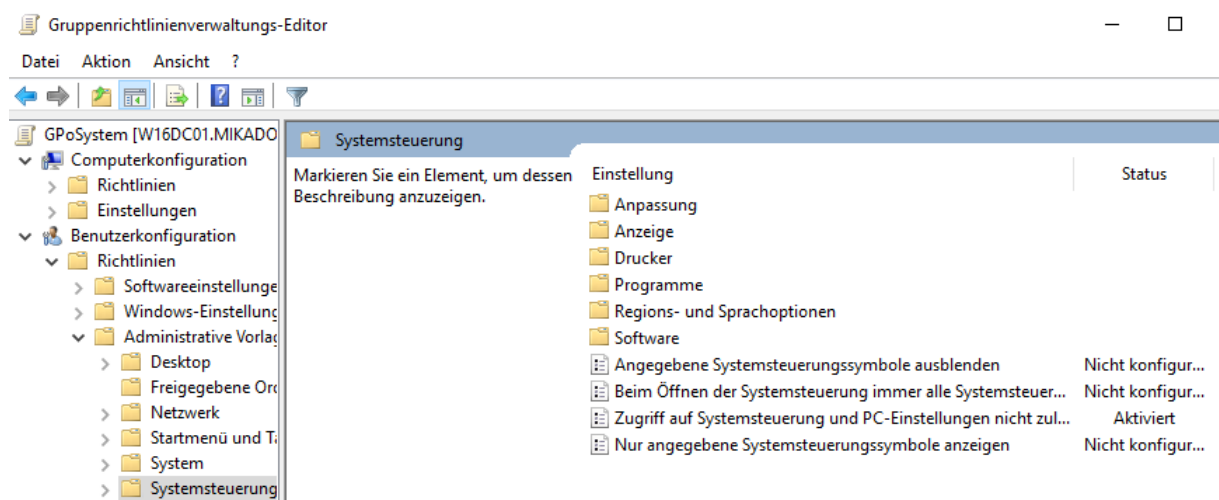 Gruppenrichtlinienverwaltungs-Editor
Datei Aktion Ansicht ?
GPoSystem [W16DC01.MIKADO
Computerkonfiguration
Richtlinien
Einstellungen
Benutzerkonfiguration
Richtlinien
Softwareeinstellunge
Windows-Einstellung
Administrative Vorlag
Desktop
Freigegebene Ord
Netzwerk
Startmenü und Ta
System
Systemsteuerung
Systemsteuerung
Markieren Sie ein Element, um dessen
Beschreibung anzuzeigen.
Einstellung Status
Anpassung
Anzeige
Drucker
Programme
Regions- und Sprachoptionen
Software
Angegebene Systemsteuerungssymbole ausblenden Nicht konfigur...
Beim Öffnen der Systemsteuerung immer alle Systemsteuer... Nicht konfigur...
Zugriff auf Systemsteuerung und PC-Einstellungen nicht zul... Aktiviert
Nur angegebene Systemsteuerungssymbole anzeigen Nicht konfigur...